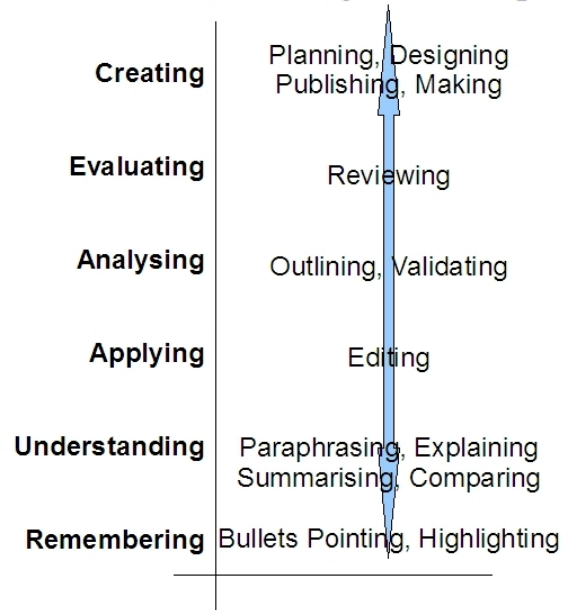 Creating
Planning, Designing
Publishing, Making
Evaluating
Reviewing
Analysing
Outlining, Validating
Applying
Editing
Understanding
Paraphrasing, Explaining
Summarising, Comparing
Remembering
Bullets Pointing, Highlighting